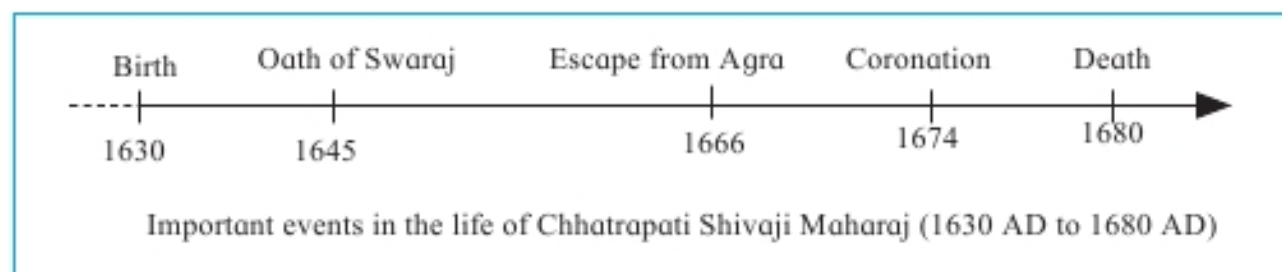 Birth Oath of Swaraj Escape from Agra Coronation Death
1630 1645 1666 1674 1680
Important events in the life of Chhatrapati Shivaji Maharaj (1630 AD to 1680 AD)